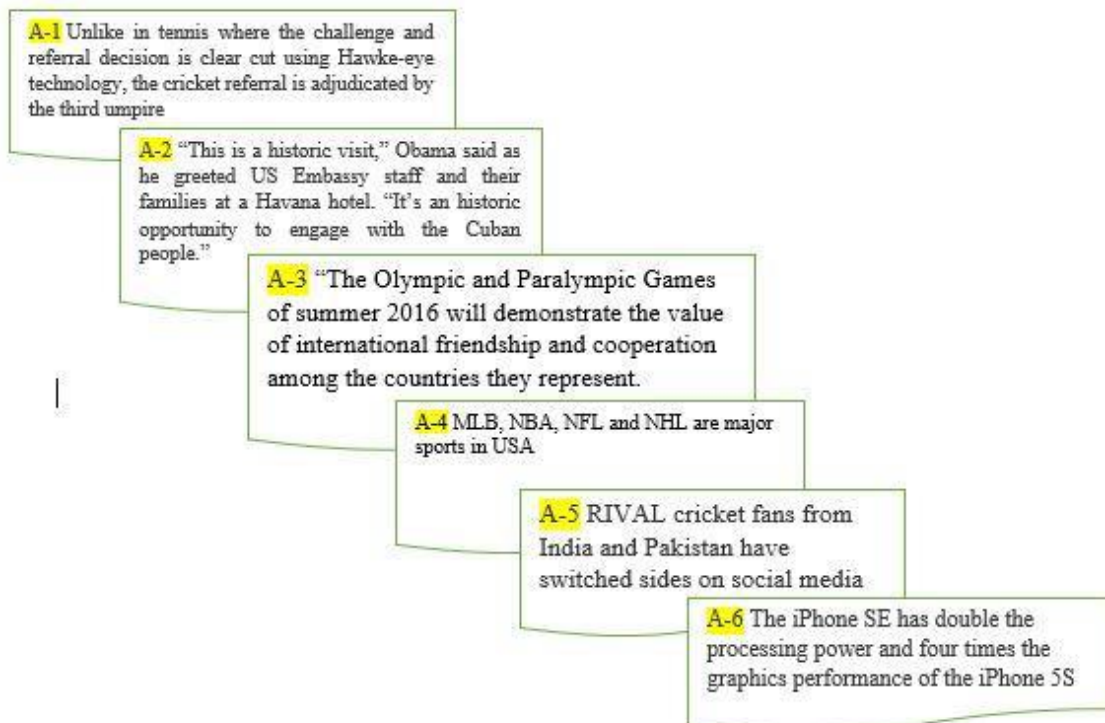 A-1 Unlike in tennis where the challenge and
referral decision is clear cut using Hawke-eye
technology, the cricket referral is adjudicated by
the third umpire
A-2 “This is a historic visit,” Obama said as
he greeted US Embassy staff and their
families at a Havana hotel. “It’s an historic
opportunity to engage with the Cuban
people.”
A-3 “The Olympic and Paralympic Games
of summer 2016 will demonstrate the value
of international friendship and cooperation
among the countries they represent.
A-4 MLB, NBA, NFL and NHL are major
sports in USA
A-5 RIVAL cricket fans from
India and Pakistan have
switched sides on social media
A-6 The iPhone SE has double the
processing power and four times the
graphics performance of the iPhone 5S